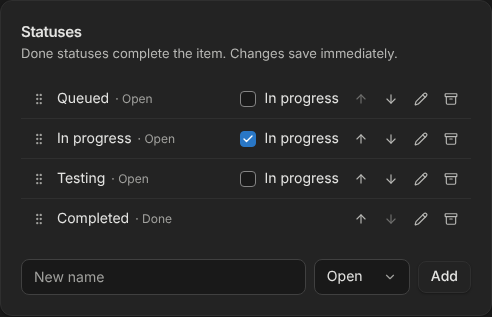 Statuses
Done statuses complete the item. Changes save immediately.
Queued · Open In progress
In progress · Open In progress
Testing · Open In progress
Completed · Done
New name Open Add